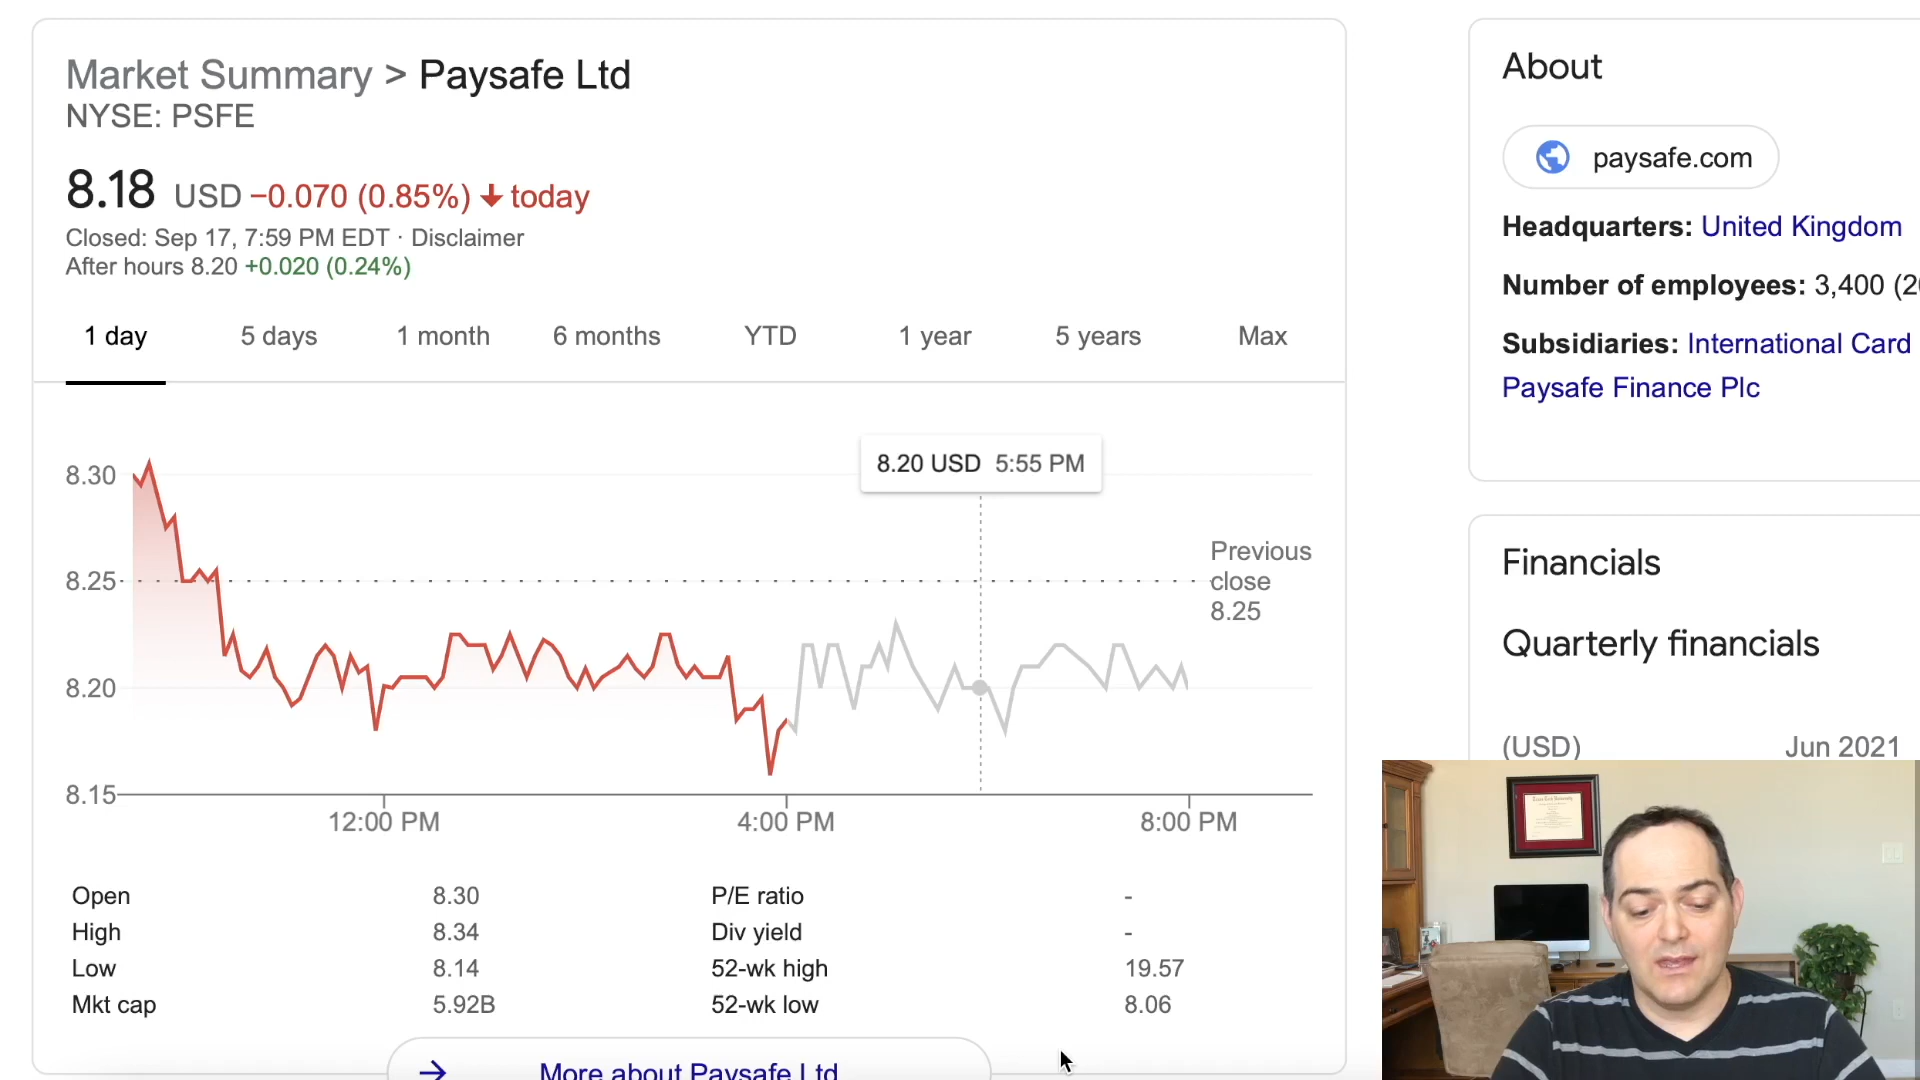 Market Summary > Paysafe Ltd
NYSE: PSFE
8.18 USD −0.070 (0.85%) ↓ today
Closed: Sep 17, 7:59 PM EDT · Disclaimer
After hours 8.20 +0.020 (0.24%)
1 day 5 days 1 month 6 months YTD 1 year 5 years Max
8.20 USD 5:55 PM
8.30
8.25
8.20
8.15
Previous
close
8.25
12:00 PM 4:00 PM 8:00 PM
Open 8.30 P/E ratio -
High 8.34 Div yield -
Low 8.14 52-wk high 19.57
Mkt cap 5.92B 52-wk low 8.06
→ More about Paysafe Ltd
About
paysafe.com
Headquarters: United Kingdom
Number of employees: 3,400
Subsidiaries: International Card
Paysafe Finance Plc
Financials
Quarterly financials
(USD) Jun 2021